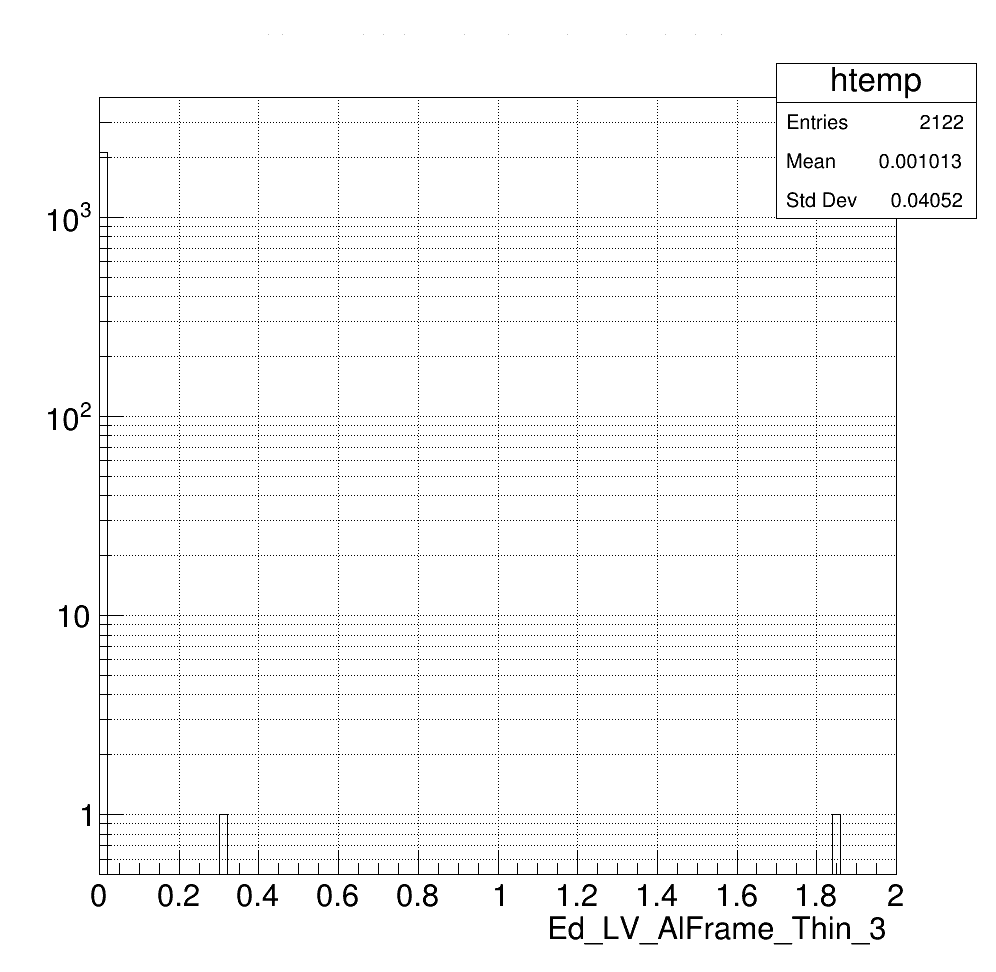 htemp
Entries 2122
Mean 0.001013
Std Dev 0.04052
10³
10²
10
1
0 0.2 0.4 0.6 0.8 1 1.2 1.4 1.6 1.8 2
Ed_LV_AlFrame_Thin_3